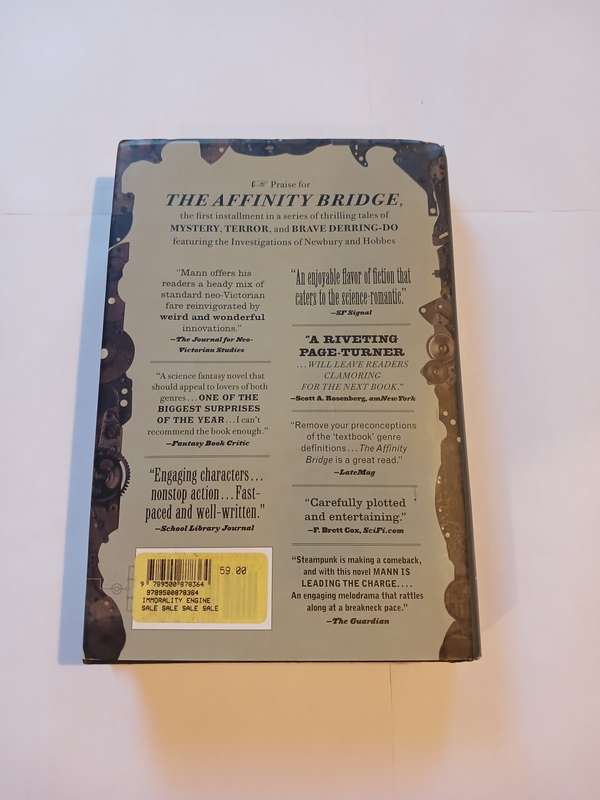 Praise for
THE AFFINITY BRIDGE,
the first installment in a series of thrilling tales of
MYSTERY, TERROR, and BRAVE DERRING-DO
featuring the Investigations of Newbury and Hobbes
"Mann offers his
readers a heady mix of
standard neo-Victorian
fare reinvigorated by
weird and wonderful
innovations."
—The Journal for Neo-
Victorian Studies
"A science fantasy novel that
should appeal to lovers of both
genres...ONE OF THE
BIGGEST SURPRISES
OF THE YEAR...I can't
recommend the book enough."
—Fantasy Book Critic
"Engaging characters...
nonstop action...Fast-
paced and well-written."
—School Library Journal
"An enjoyable flavor of fiction that
caters to the science-romantic."
—SF Signal
"A RIVETING
PAGE-TURNER
...WILL LEAVE READERS
CLAMORING
FOR THE NEXT BOOK."
—Scott A. Rosenberg, amNewYork
"Remove your preconceptions
of the 'textbook' genre
definitions...The Affinity
Bridge is a great read."
—LateMag
"Carefully plotted
and entertaining."
—F. Brett Cox, SciFi.com
"Steampunk is making a comeback,
and with this novel MANN IS
LEADING THE CHARGE....
An engaging melodrama that rattles
along at a breakneck pace."
—The Guardian
59.00
9 789500 878364
9789500878364
IMMORALITY ENGINE
SALE SALE SALE SALE